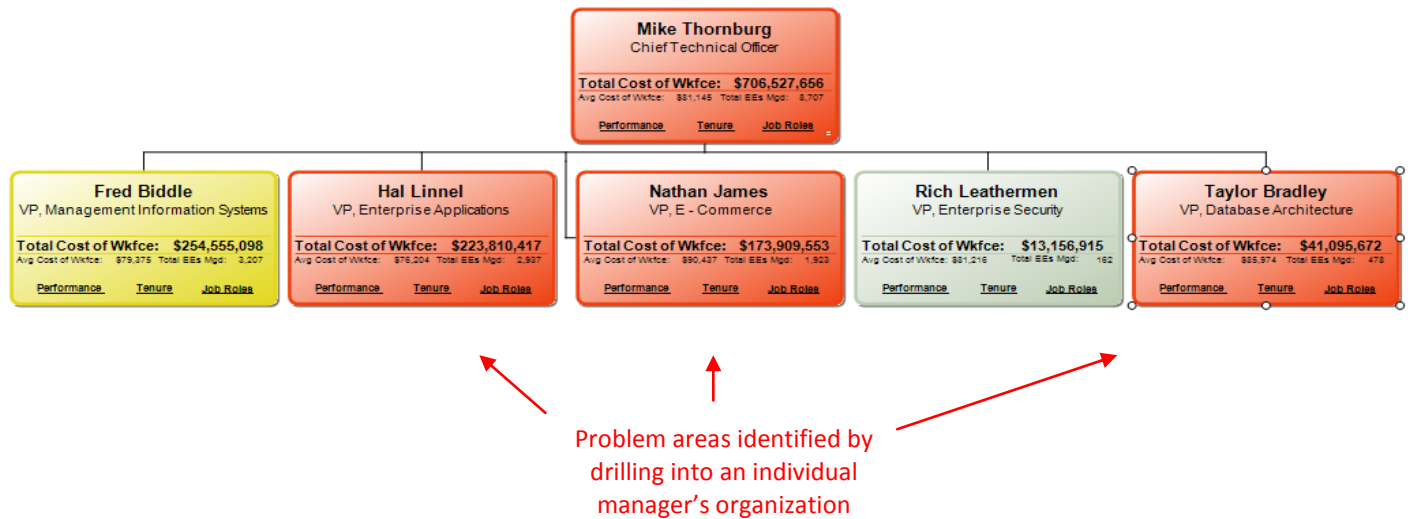 Mike Thornburg
Chief Technical Officer
Total Cost of Wkfce: $706,527,656
Avg Cost of Wkfce: $81,145 Total EEs Mgd: 8,707
Performance Tenure Job Roles
Fred Biddle
VP, Management Information Systems
Total Cost of Wkfce: $254,555,098
Avg Cost of Wkfce: $79,375 Total EEs Mgd: 3,207
Performance Tenure Job Roles
Hal Linnel
VP, Enterprise Applications
Total Cost of Wkfce: $223,810,417
Avg Cost of Wkfce: $76,204 Total EEs Mgd: 2,937
Performance Tenure Job Roles
Nathan James
VP, E - Commerce
Total Cost of Wkfce: $173,909,553
Avg Cost of Wkfce: $90,437 Total EEs Mgd: 1,923
Performance Tenure Job Roles
Rich Leathermen
VP, Enterprise Security
Total Cost of Wkfce: $13,156,915
Avg Cost of Wkfce: $81,216 Total EEs Mgd: 162
Performance Tenure Job Roles
Taylor Bradley
VP, Database Architecture
Total Cost of Wkfce: $41,095,672
Avg Cost of Wkfce: $85,974 Total EEs Mgd: 478
Performance Tenure Job Roles
Problem areas identified by
drilling into an individual
manager’s organization